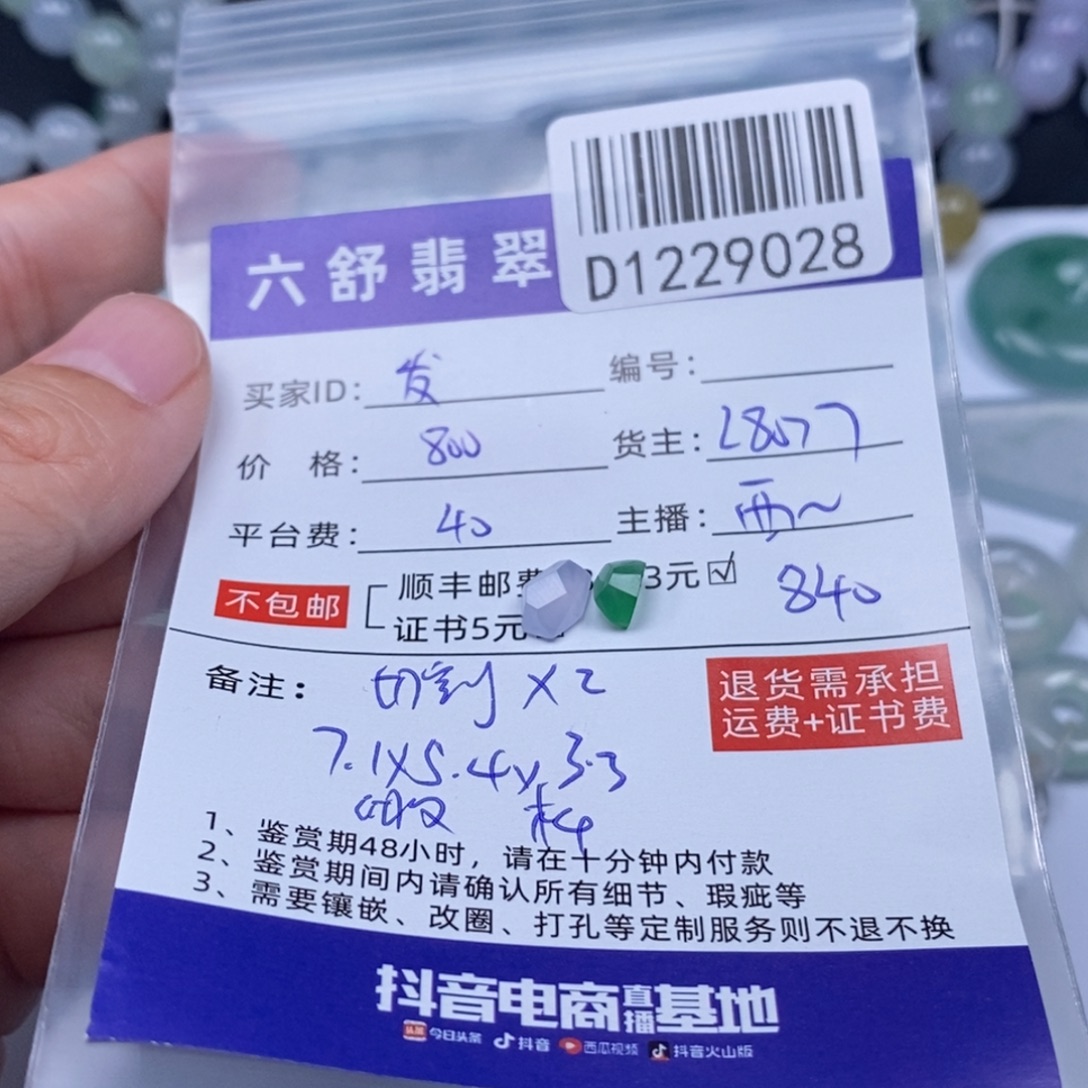 D1229028
六舒翡翠
买家ID: 发 编号:
价 格: 800 货主: L8077
平台费: 40 主播: 西~
不包邮 顺丰邮费 3元☑ 840
证书5元
备注: 切割 X2
7.1X5.4X3.3
退货需承担
运费+证书费
1、鉴赏期48小时，请在十分钟内付款
2、鉴赏期间内请确认所有细节、瑕疵等
3、需要镶嵌、改圈、打孔等定制服务则不退不换
抖音电商直播基地
头条 今日头条 抖音 西瓜视频 抖音火山版